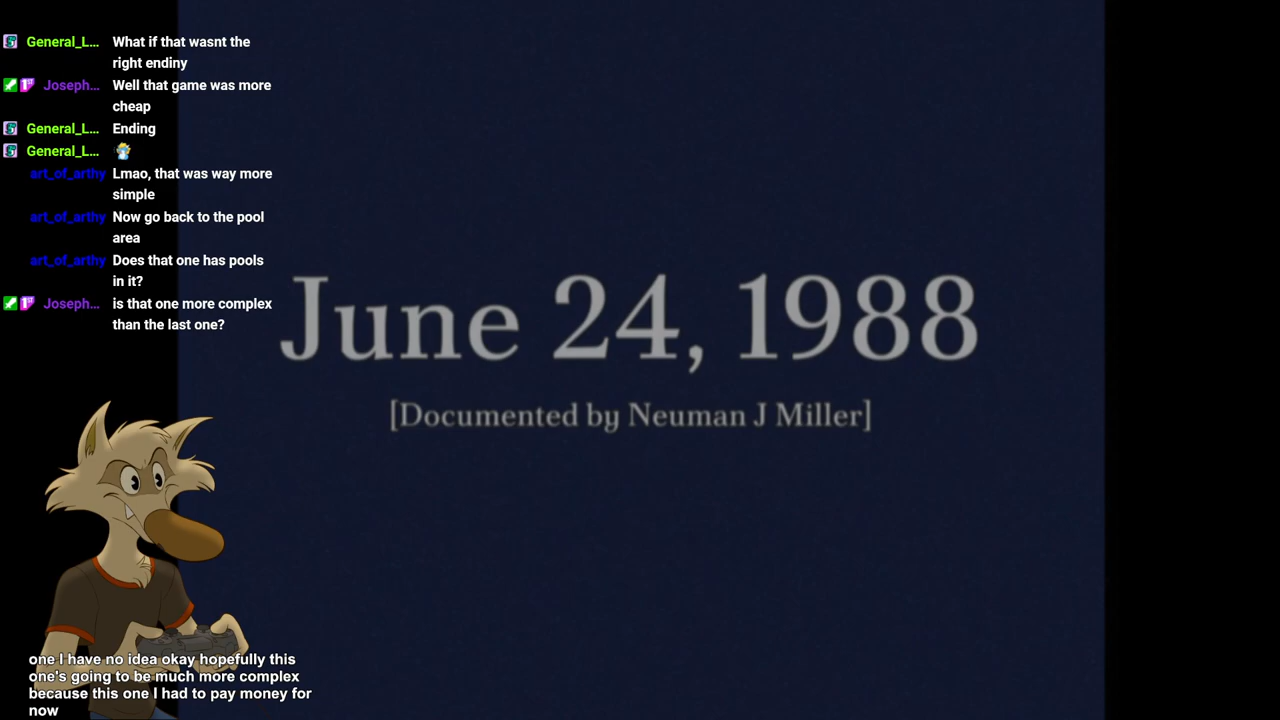 General_L... What if that wasnt the
right endiny
Joseph... Well that game was more
cheap
General_L... Ending
General_L...
art_of_arthy Lmao, that was way more
simple
art_of_arthy Now go back to the pool
area
art_of_arthy Does that one has pools
in it?
Joseph... is that one more complex
than the last one?
June 24, 1988
[Documented by Neuman J Miller]
one I have no idea okay hopefully this
one's going to be much more complex
because this one I had to pay money for
now